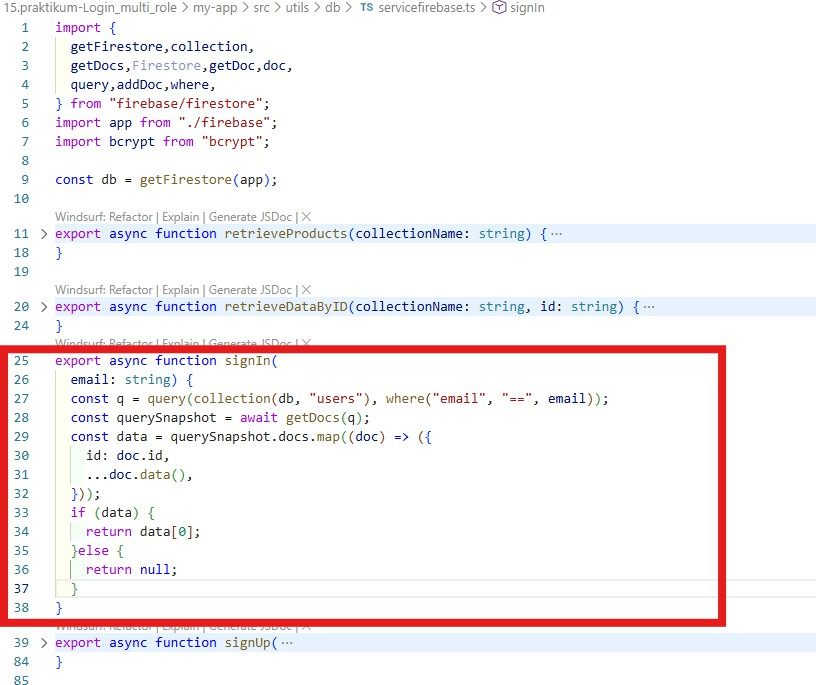 15.praktikum-Login_multi_role > my-app > src > utils > db > TS servicefirebase.ts > signIn
1 import {
2 getFirestore,collection,
3 getDocs,Firestore,getDoc,doc,
4 query,addDoc,where,
5 } from "firebase/firestore";
6 import app from "./firebase";
7 import bcrypt from "bcrypt";
8
9 const db = getFirestore(app);
10
Windsurf: Refactor | Explain | Generate JSDoc | X
11 > export async function retrieveProducts(collectionName: string) { ...
18 }
19
Windsurf: Refactor | Explain | Generate JSDoc | X
20 > export async function retrieveDataByID(collectionName: string, id: string) { ...
24 }
Windsurf: Refactor | Explain | Generate JSDoc | X
25 export async function signIn(
26 email: string) {
27 const q = query(collection(db, "users"), where("email", "==", email));
28 const querySnapshot = await getDocs(q);
29 const data = querySnapshot.docs.map((doc) => ({
30 id: doc.id,
31 ...doc.data(),
32 }));
33 if (data) {
34 return data[0];
35 }else {
36 return null;
37 }
38 }
Windsurf: Refactor | Explain | Generate JSDoc | X
39 > export async function signUp( ...
84 }
85